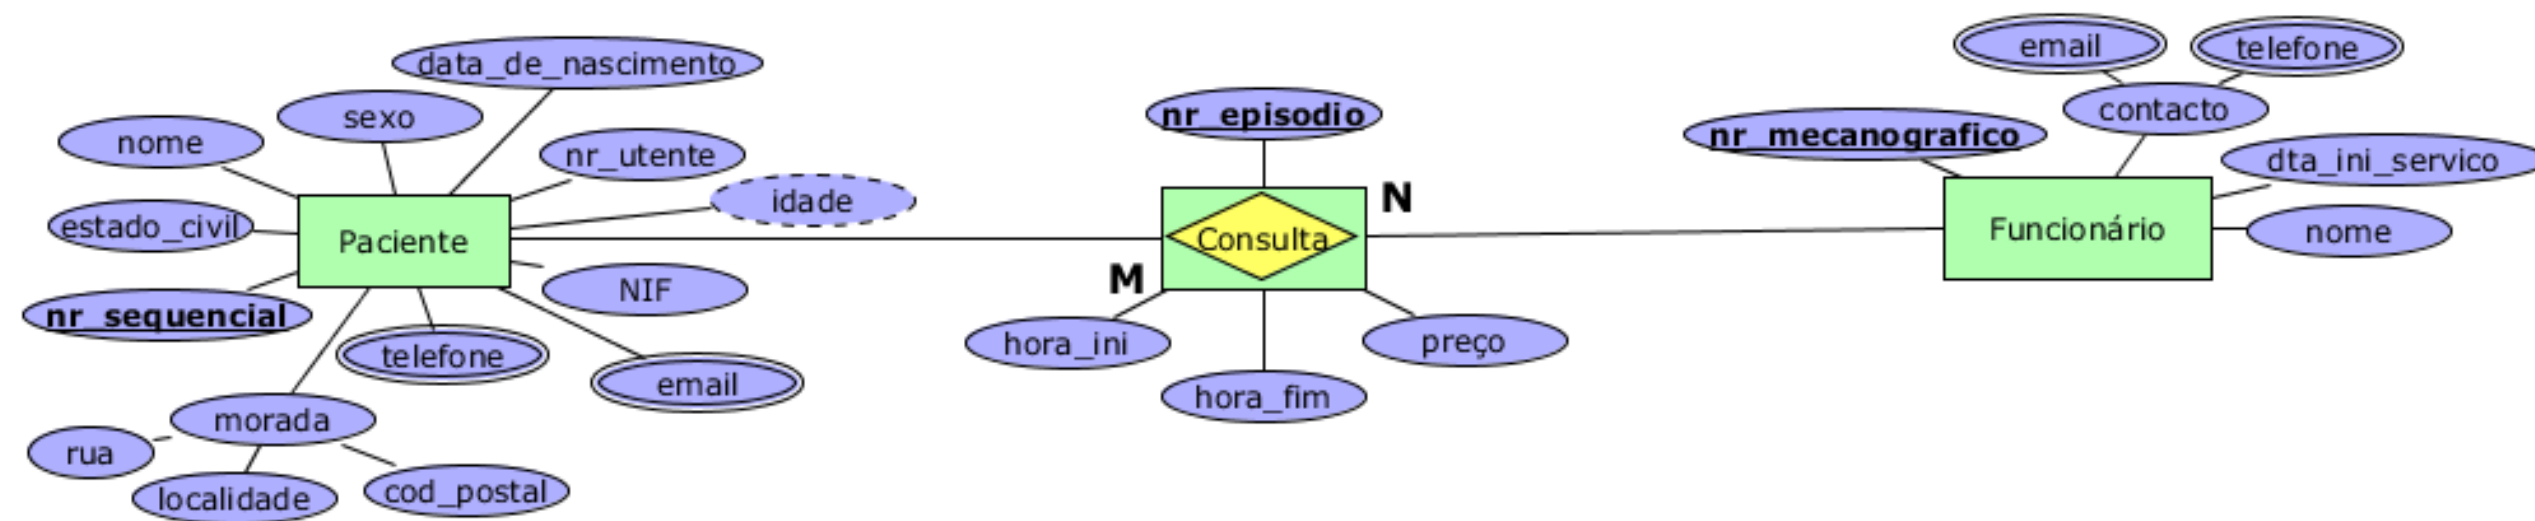 data_de_nascimento
sexo
nome
nr_utente
idade
estado_civil
Paciente
NIF
nr_sequencial
telefone
email
morada
rua
localidade
cod_postal
nr_episodio
N
Consulta
M
hora_ini
preço
hora_fim
email
telefone
contacto
nr_mecanografico
dta_ini_servico
Funcionário
nome